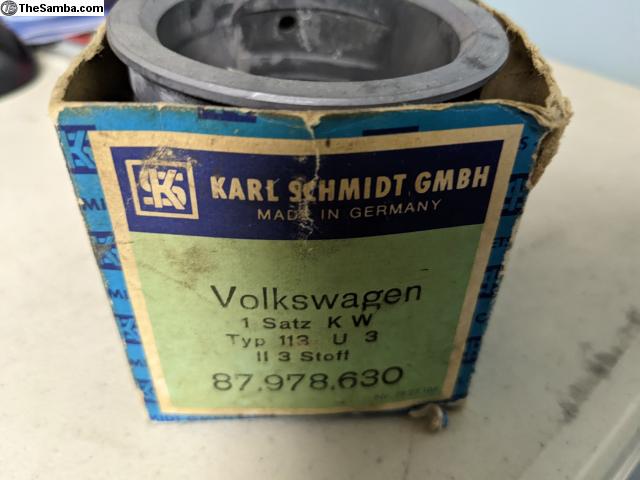 TheSamba.com
KS
KARL SCHMIDT GMBH
MADE IN GERMANY
Volkswagen
1 Satz K W
Typ 113 U 3
II 3 Stoff
87.978.630